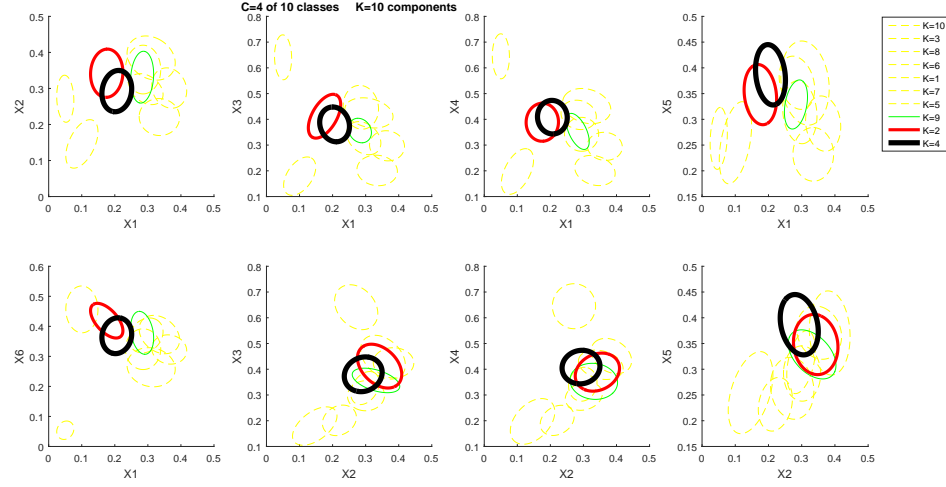 C=4 of 10 classes K=10 components
0.5
0.4
0.3
0.2
0.1
0
X2
0 0.1 0.2 0.3 0.4 0.5
X1
0.8
0.7
0.6
0.5
0.4
0.3
0.2
0.1
X3
0 0.1 0.2 0.3 0.4 0.5
X1
0.8
0.7
0.6
0.5
0.4
0.3
0.2
0.1
X4
0 0.1 0.2 0.3 0.4 0.5
X1
0.5
0.45
0.4
0.35
0.3
0.25
0.2
0.15
X5
0 0.1 0.2 0.3 0.4 0.5
X1
K=10
K=3
K=8
K=6
K=1
K=7
K=5
K=9
K=2
K=4
0.6
0.5
0.4
0.3
0.2
0.1
0
X6
0 0.1 0.2 0.3 0.4 0.5
X1
0.8
0.7
0.6
0.5
0.4
0.3
0.2
0.1
X3
0 0.1 0.2 0.3 0.4 0.5
X2
0.8
0.7
0.6
0.5
0.4
0.3
0.2
0.1
X4
0 0.1 0.2 0.3 0.4 0.5
X2
0.5
0.45
0.4
0.35
0.3
0.25
0.2
0.15
X5
0 0.1 0.2 0.3 0.4 0.5
X2